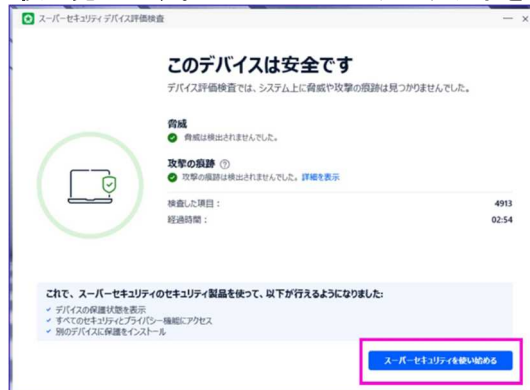 スーパーセキュリティ デバイス評価検査
このデバイスは安全です
デバイス評価検査では、システム上に脅威や攻撃の痕跡は見つかりませんでした。
脅威
脅威は検出されませんでした。
攻撃の痕跡
攻撃の痕跡は検出されませんでした。 詳細を表示
検査した項目： 4913
経過時間： 02:54
これで、スーパーセキュリティのセキュリティ製品を使って、以下が行えるようになりました:
デバイスの保護状態を表示
すべてのセキュリティとプライバシー機能にアクセス
別のデバイスに保護をインストール
スーパーセキュリティを使い始める